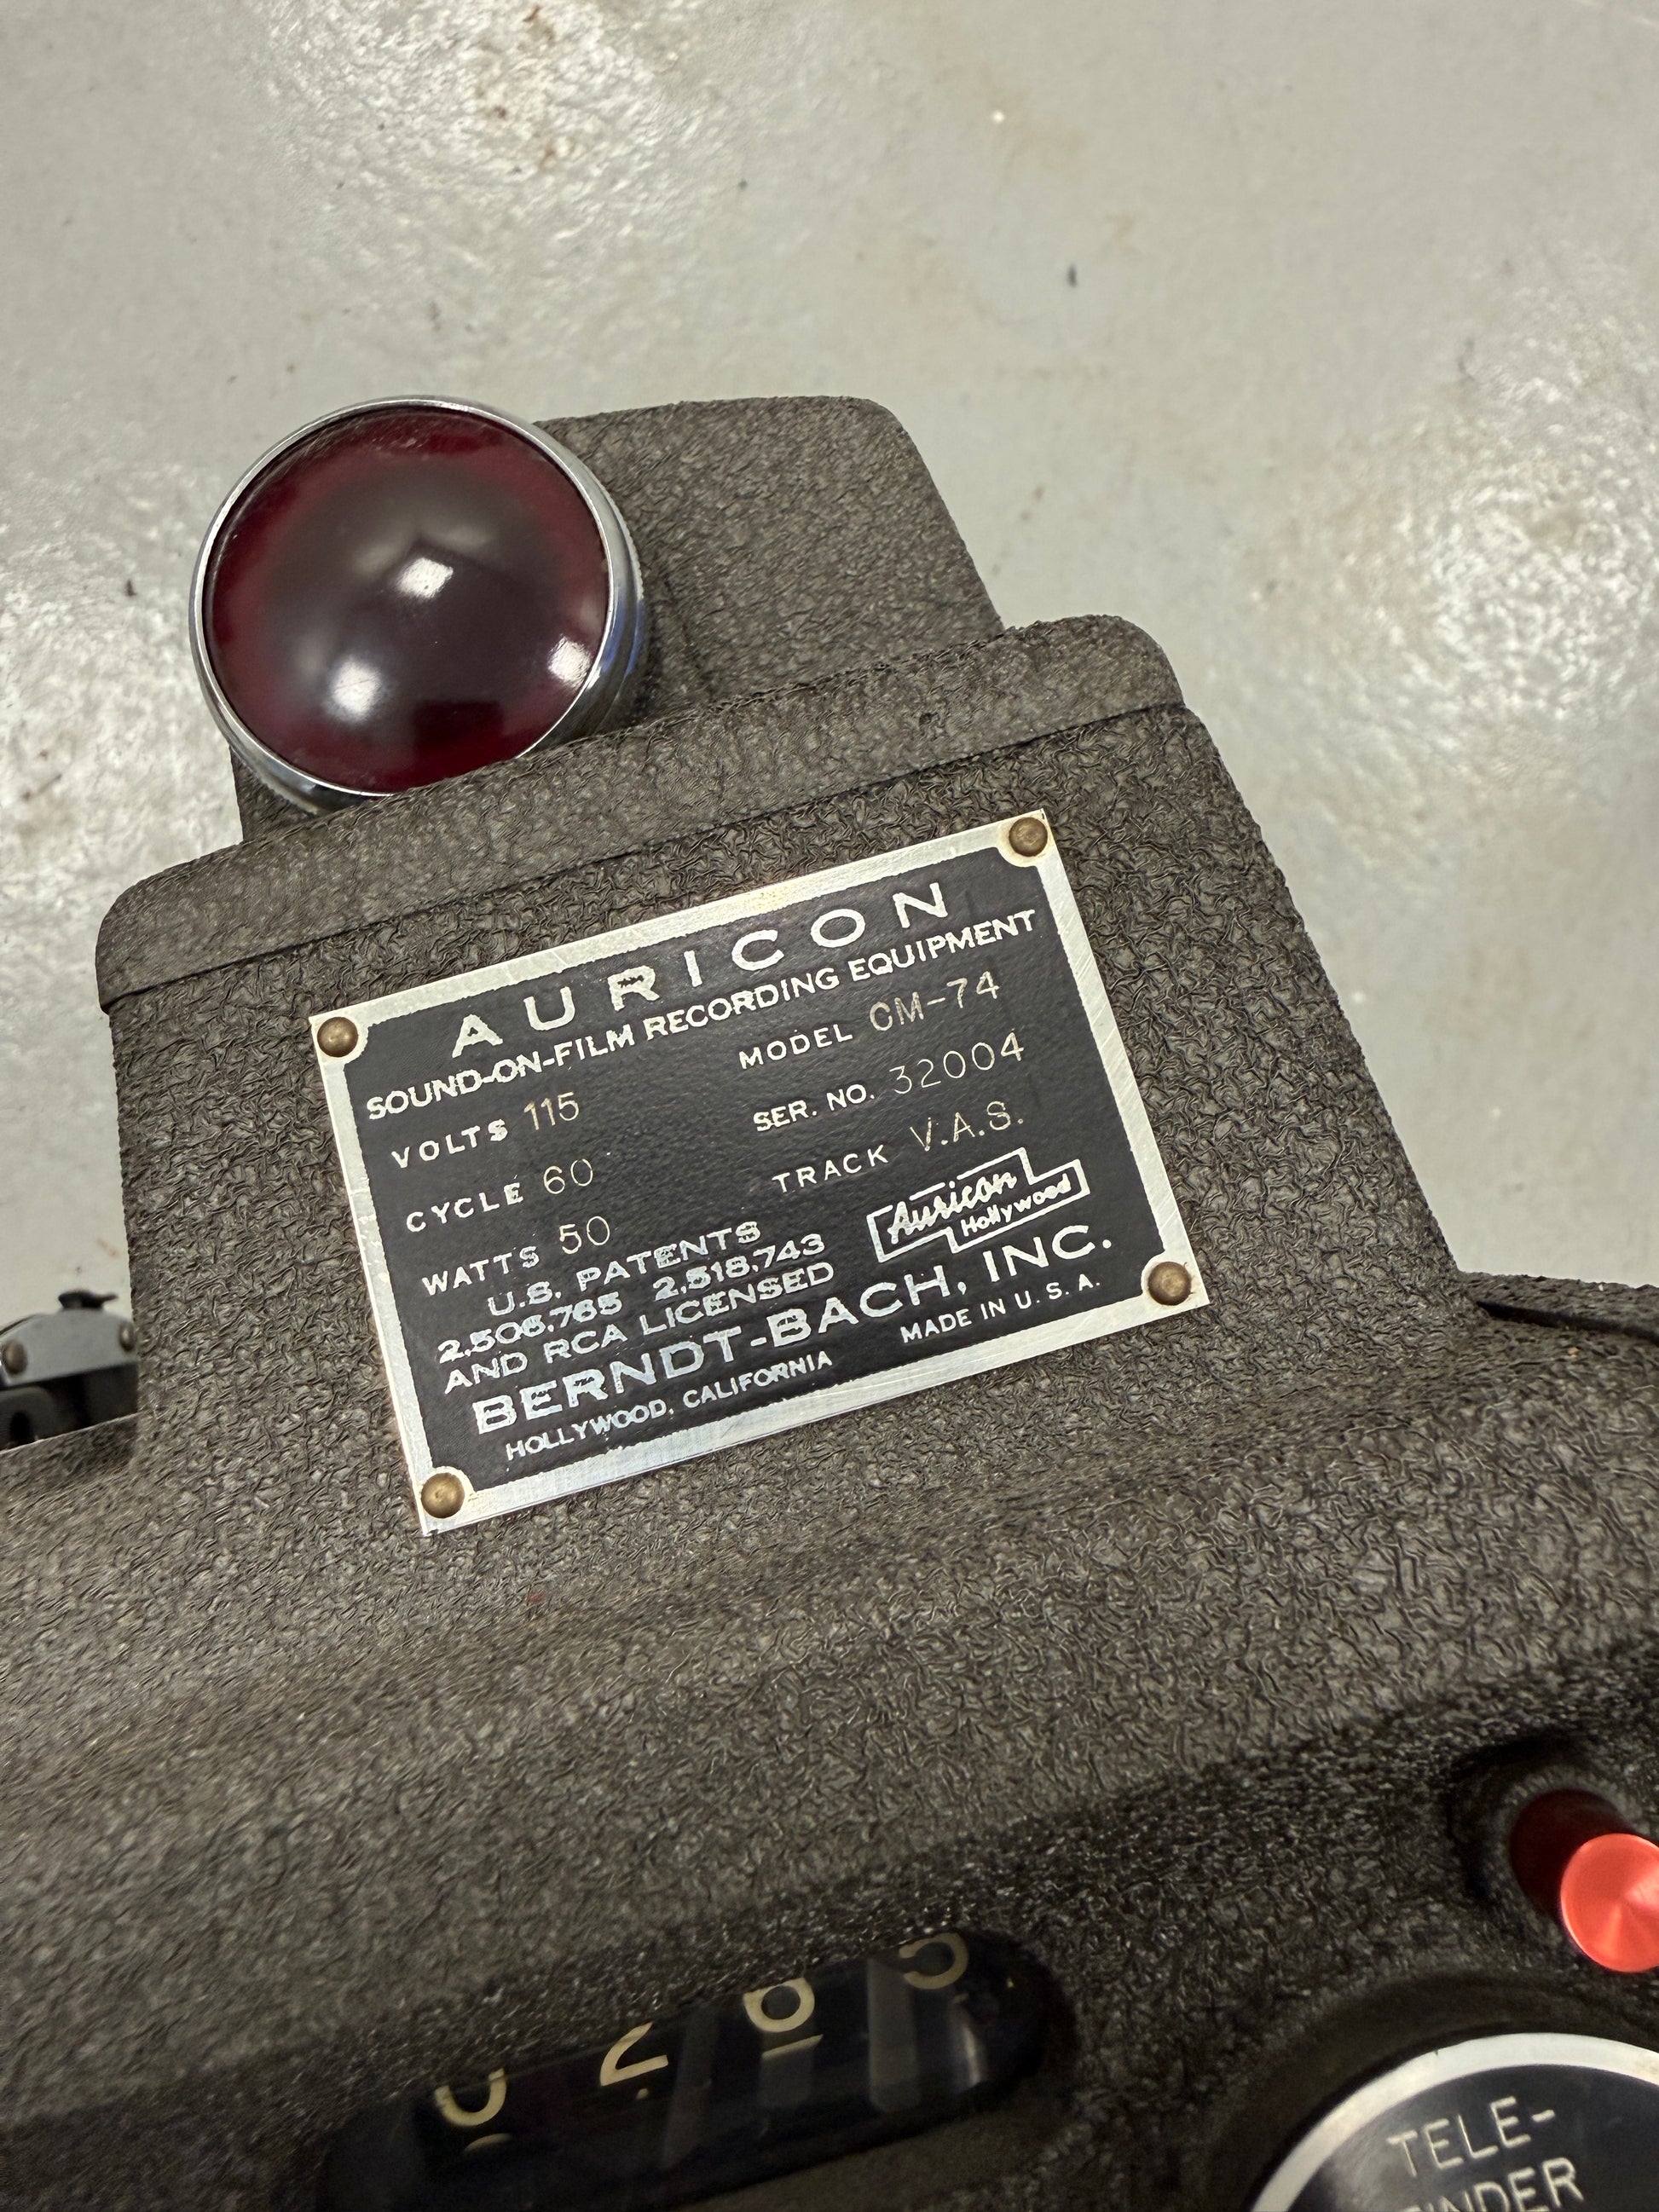 AURICON
SOUND-ON-FILM RECORDING EQUIPMENT
VOLTS 115 MODEL CM-74
CYCLE 60 SER. NO. 32004
WATTS 50 TRACK V.A.S.
U.S. PATENTS
2,506,765 2,518,743
AND RCA LICENSED
Auricon
Hollywood
BERNDT-BACH, INC.
HOLLYWOOD, CALIFORNIA MADE IN U.S.A.
TELE-